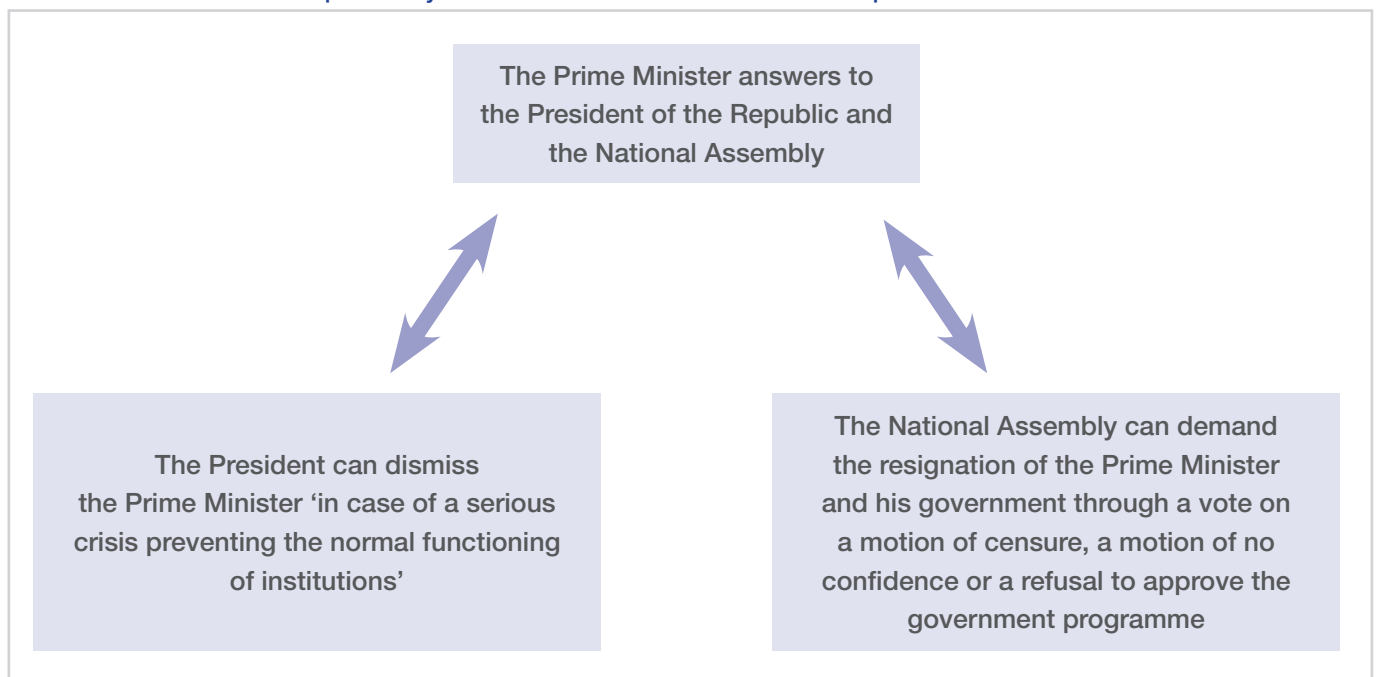 The Prime Minister answers to
the President of the Republic and
the National Assembly
The President can dismiss
the Prime Minister ‘in case of a serious
crisis preventing the normal functioning
of institutions’
The National Assembly can demand
the resignation of the Prime Minister
and his government through a vote on
a motion of censure, a motion of no
confidence or a refusal to approve the
government programme